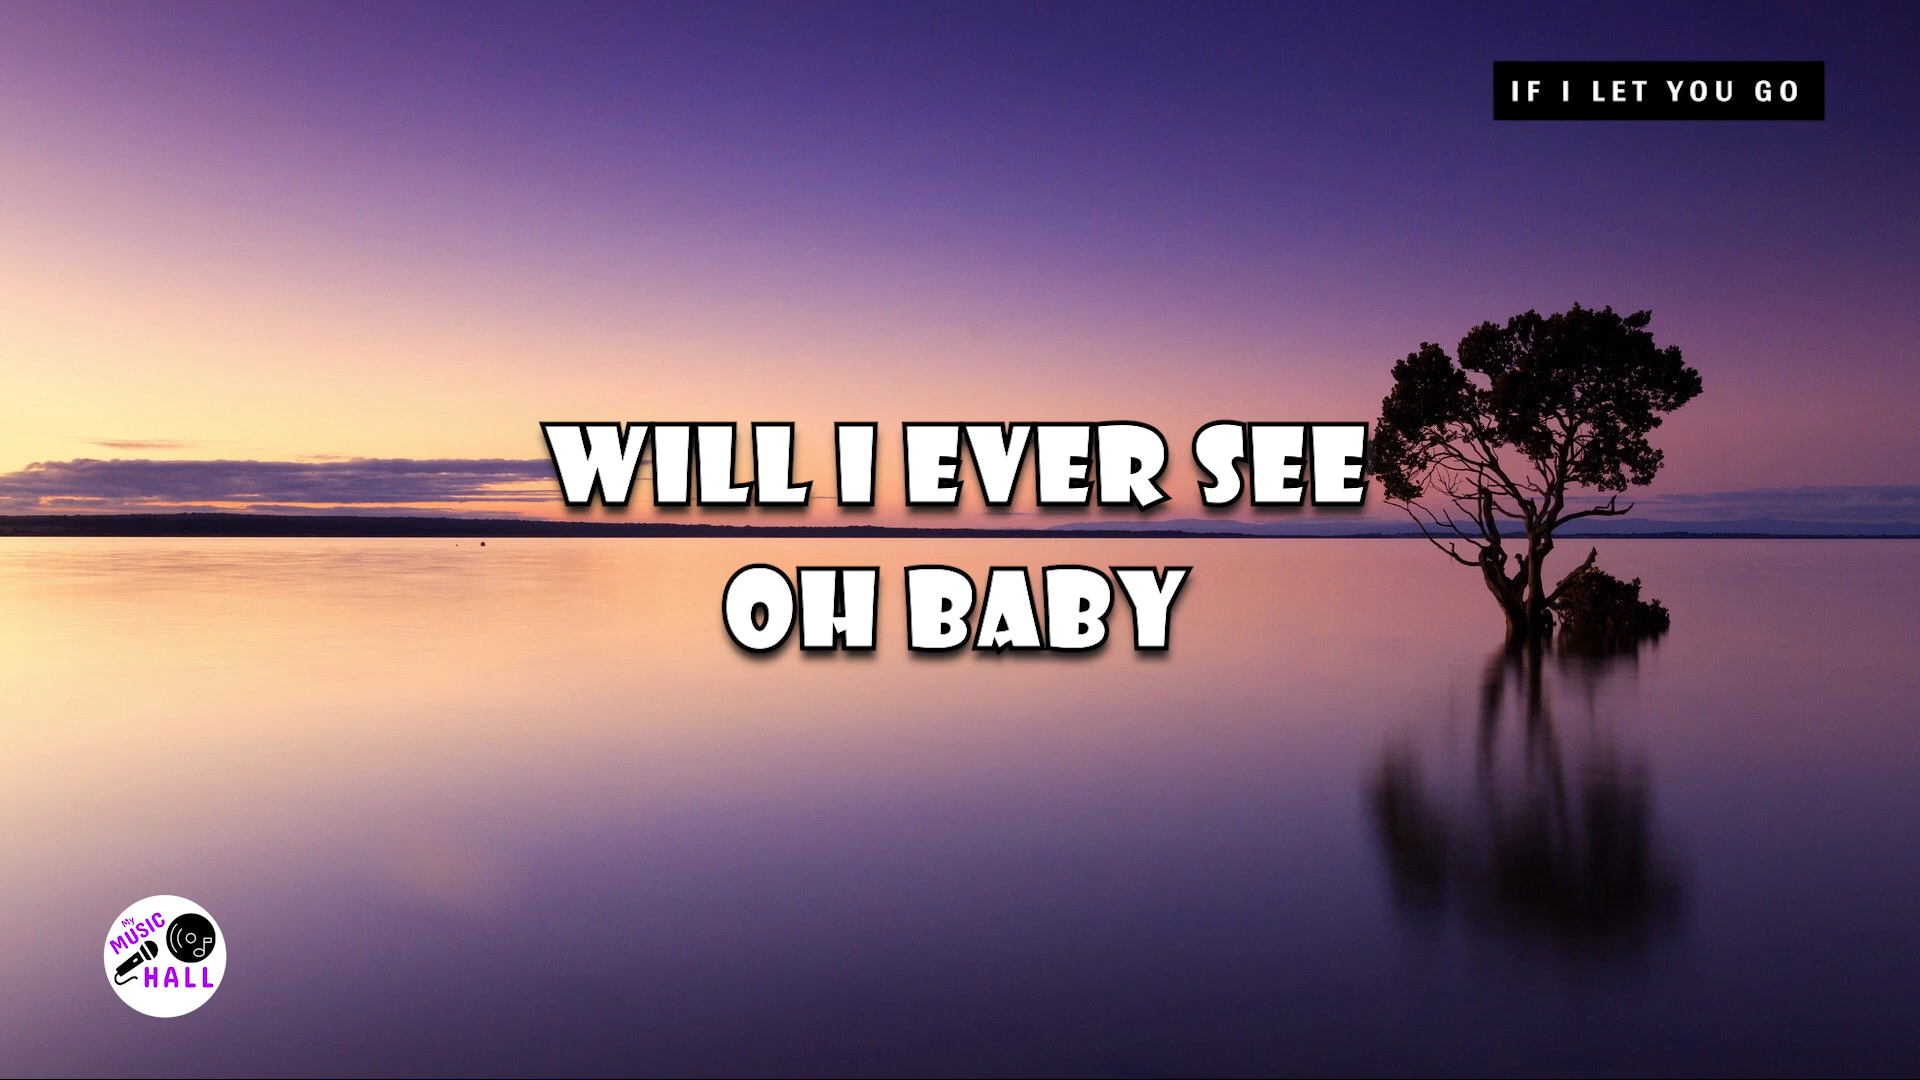 IF I LET YOU GO
WILL I EVER SEE
OH BABY
My
MUSIC
HALL